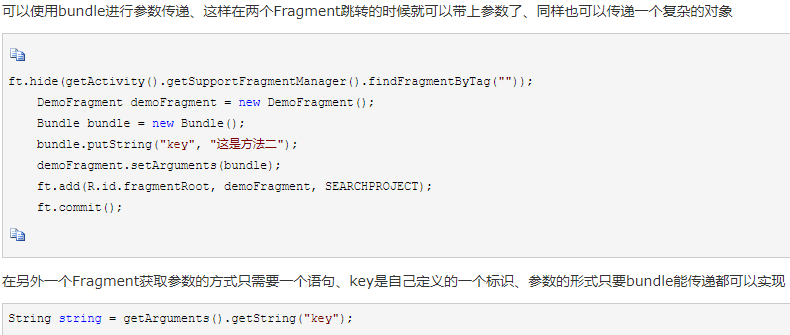 可以使用bundle进行参数传递、这样在两个Fragment跳转的时候就可以带上参数了、同样也可以传递一个复杂的对象
ft.hide(getActivity().getSupportFragmentManager().findFragmentByTag(""));
    DemoFragment demoFragment = new DemoFragment();
    Bundle bundle = new Bundle();
    bundle.putString("key", "这是方法二");
    demoFragment.setArguments(bundle);
    ft.add(R.id.fragmentRoot, demoFragment, SEARCHPROJECT);
    ft.commit();
在另外一个Fragment获取参数的方式只需要一个语句、key是自己定义的一个标识、参数的形式只要bundle能传递都可以实现
String string = getArguments().getString("key");